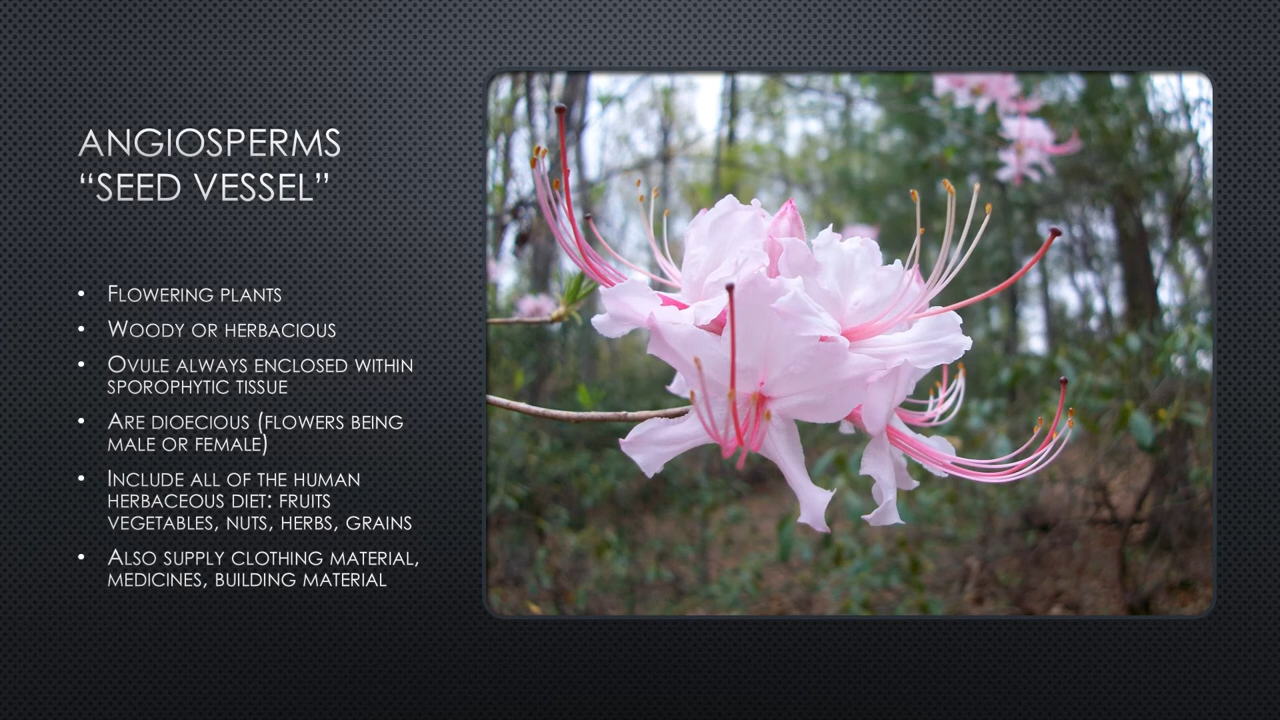 ANGIOSPERMS
“SEED VESSEL”
• FLOWERING PLANTS
• WOODY OR HERBACIOUS
• OVULE ALWAYS ENCLOSED WITHIN
SPOROPHYTIC TISSUE
• ARE DIOECIOUS (FLOWERS BEING
MALE OR FEMALE)
• INCLUDE ALL OF THE HUMAN
HERBACEOUS DIET: FRUITS
VEGETABLES, NUTS, HERBS, GRAINS
• ALSO SUPPLY CLOTHING MATERIAL,
MEDICINES, BUILDING MATERIAL